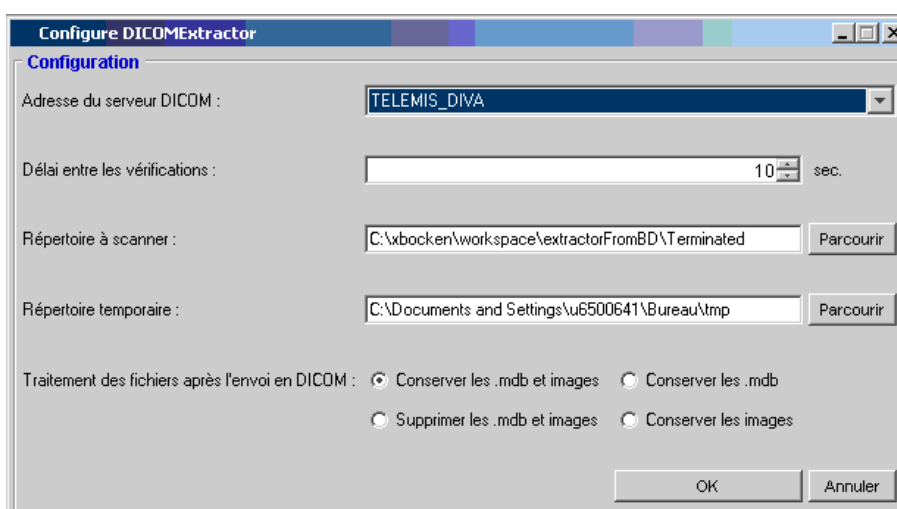 Configure DICOMExtractor
Configuration
Adresse du serveur DICOM : TELEMIS_DIVA
Délai entre les vérifications : 10 sec.
Répertoire à scanner : C:\xbocken\workspace\extractorFromBD\Terminated Parcourir
Répertoire temporaire : C:\Documents and Settings\u6500641\Bureau\tmp Parcourir
Traitement des fichiers après l'envoi en DICOM : Conserver les .mdb et images Conserver les .mdb
Supprimer les .mdb et images Conserver les images
OK Annuler